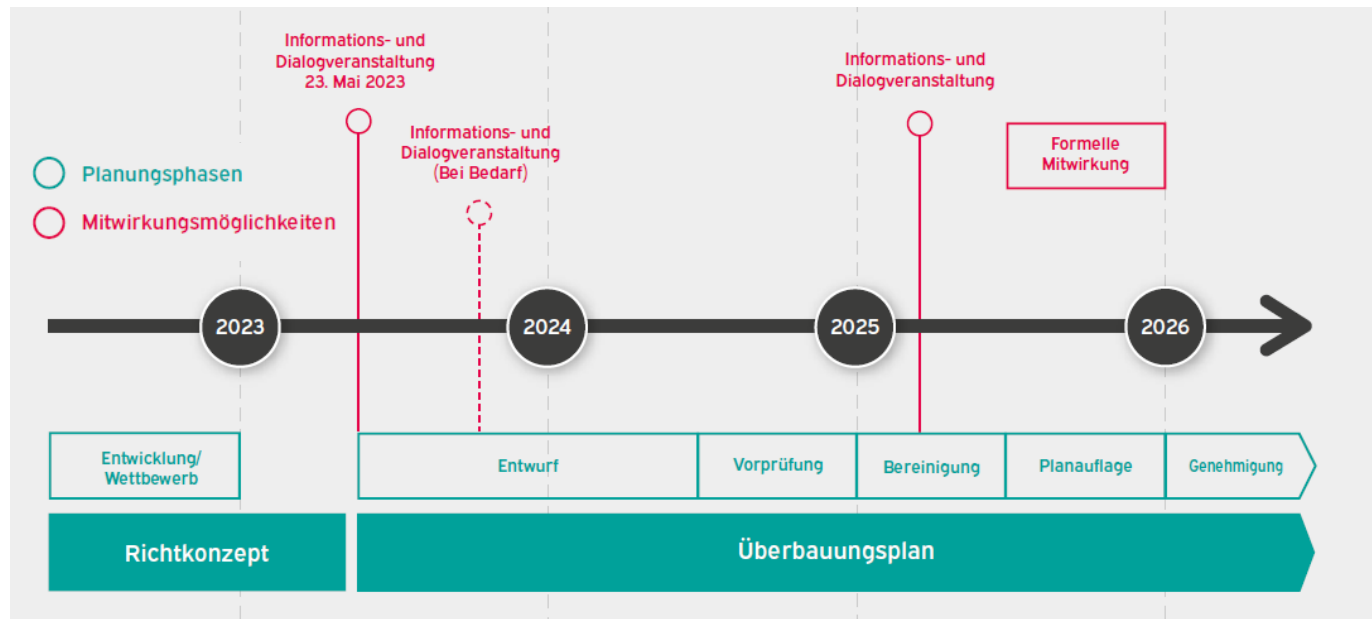 Informations- und
Dialogveranstaltung
23. Mai 2023
Informations- und
Dialogveranstaltung
(Bei Bedarf)
Informations- und
Dialogveranstaltung
Formelle
Mitwirkung
Planungsphasen
Mitwirkungsmöglichkeiten
2023
2024
2025
2026
Entwicklung/
Wettbewerb
Entwurf
Vorprüfung
Bereinigung
Planauflage
Genehmigung
Richtkonzept
Überbauungsplan